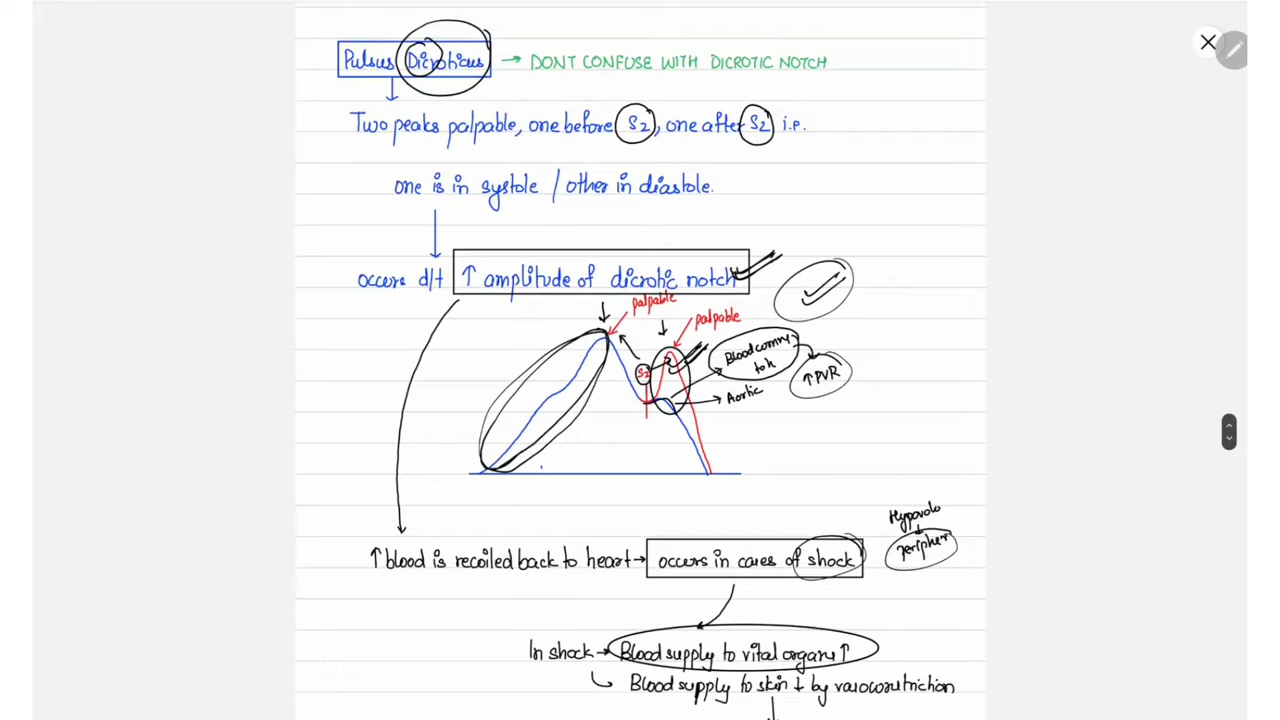 Pulsus Dicroticus → DONT CONFUSE WITH DICROTIC NOTCH
Two peaks palpable, one before S2, one after S2 i.e.
one is in systole / other in diastole.
occurs d/t ↑ amplitude of dicrotic notch
palpable
palpable
S2
Blood
↑PVR
Aortic
Hypovolo
peripher
↑ blood is recoiled back to heart → occurs in cases of shock
In shock → Blood supply to vital organs ↑
Blood supply to skin ↓ by vasoconstriction